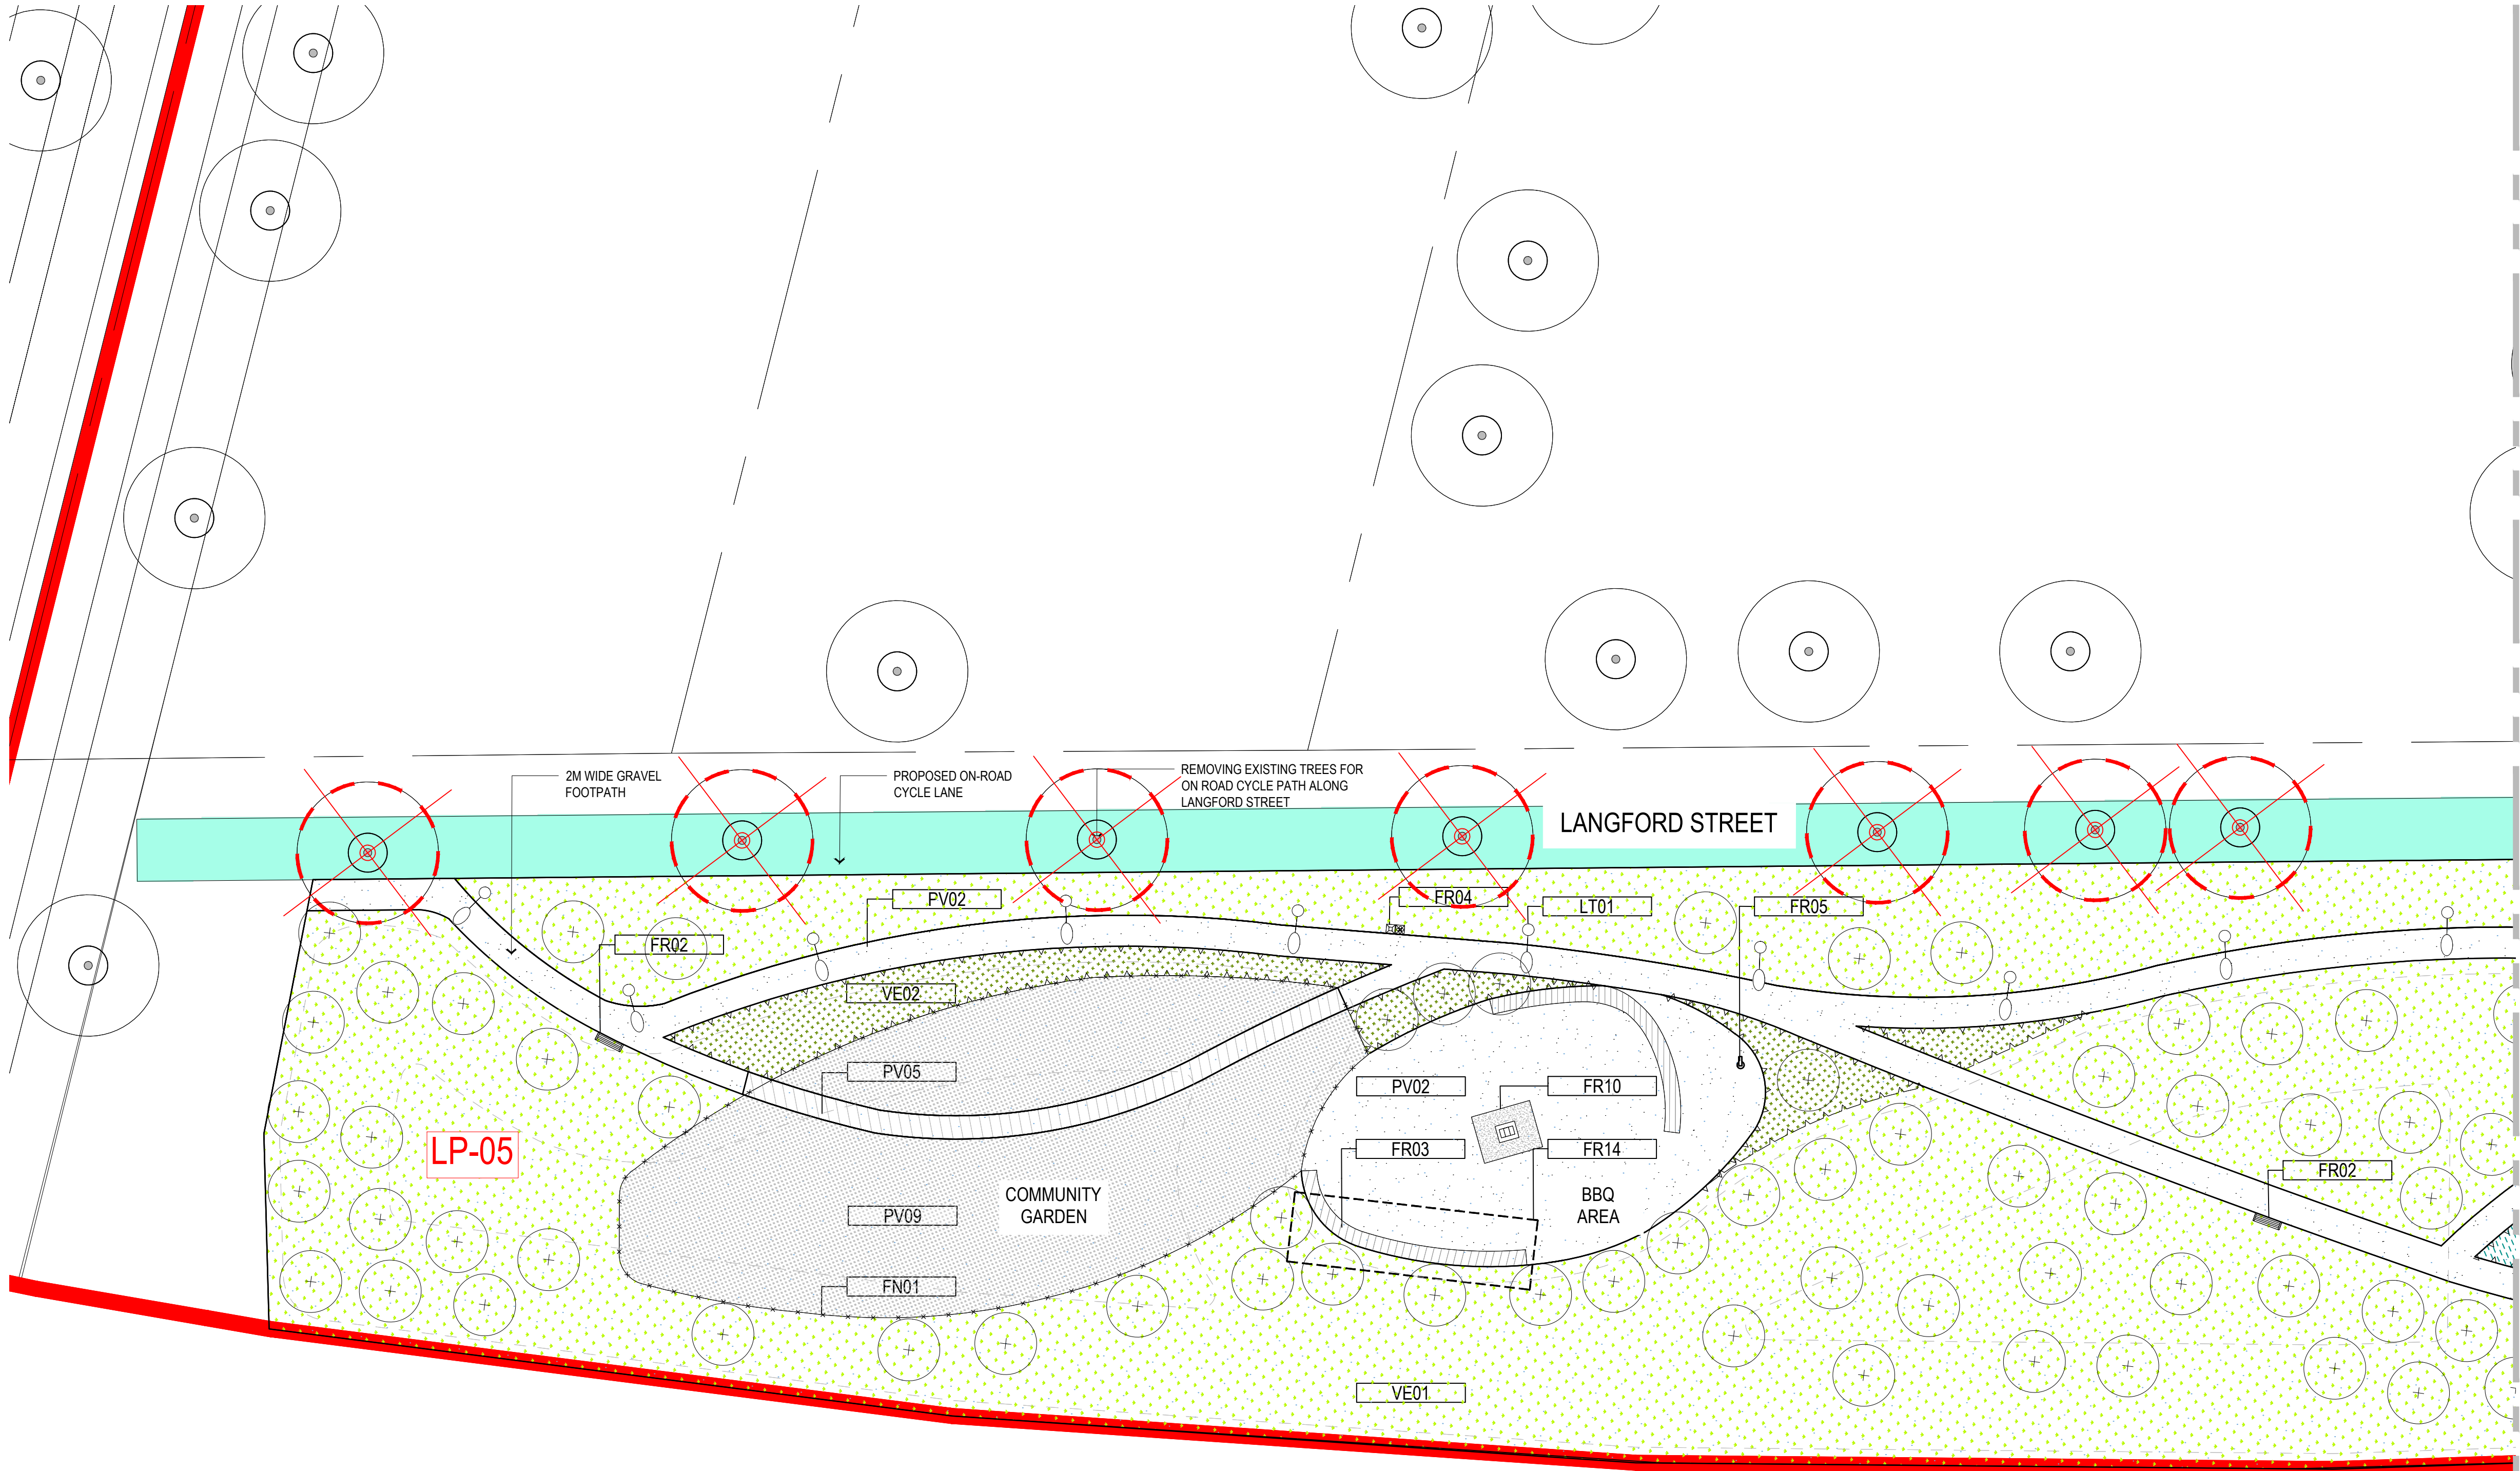 2M WIDE GRAVEL
FOOTPATH
PROPOSED ON-ROAD
CYCLE LANE
REMOVING EXISTING TREES FOR
ON ROAD CYCLE PATH ALONG
LANGFORD STREET
LANGFORD STREET
PV02
FR04
LT01
FR05
FR02
VE02
PV05
PV02
FR10
LP-05
FR03
FR14
FR02
COMMUNITY
GARDEN
BBQ
AREA
PV09
FN01
VE01